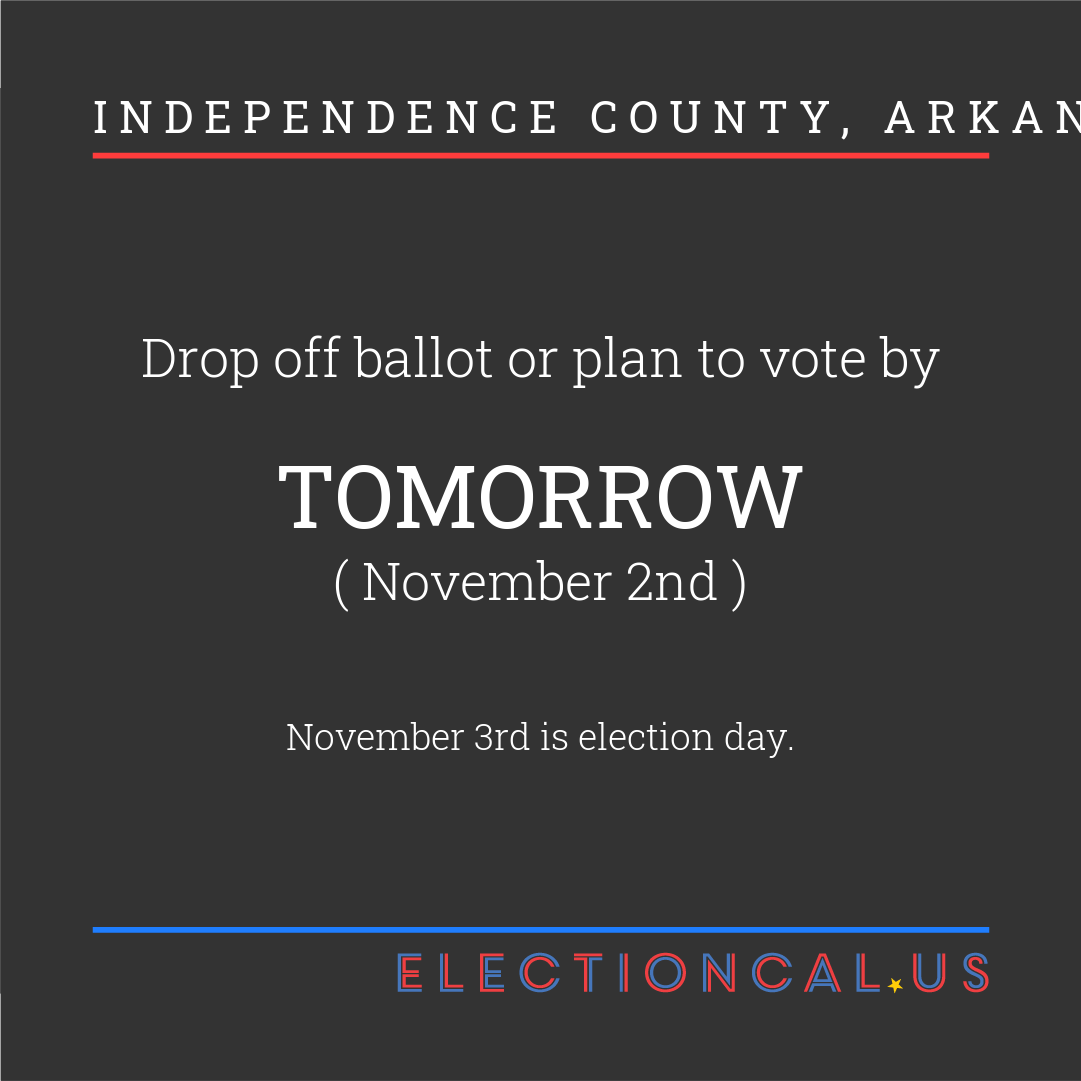 INDEPENDENCE COUNTY, ARKAN
Drop off ballot or plan to vote by
TOMORROW
( November 2nd )
November 3rd is election day.
ELECTIONCAL.US